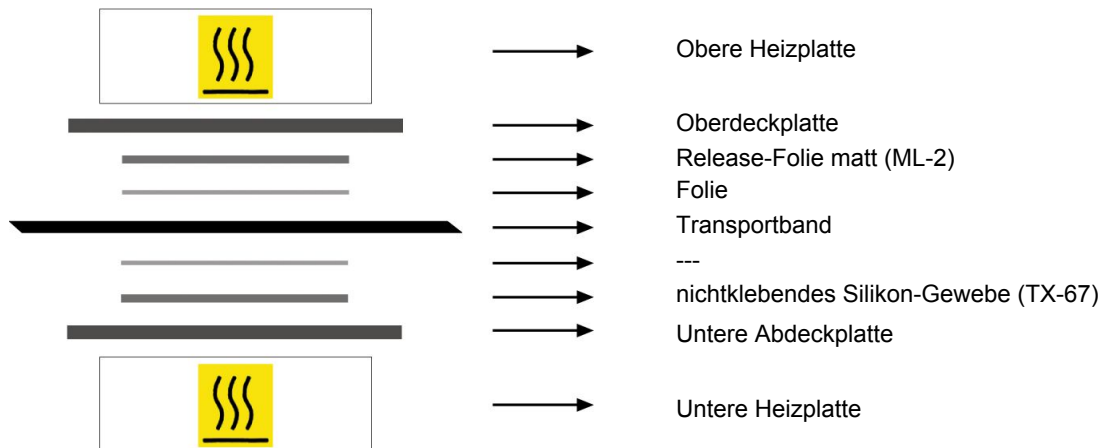 Obere Heizplatte
Oberdeckplatte
Release-Folie matt (ML-2)
Folie
Transportband
---
nichtklebendes Silikon-Gewebe (TX-67)
Untere Abdeckplatte
Untere Heizplatte